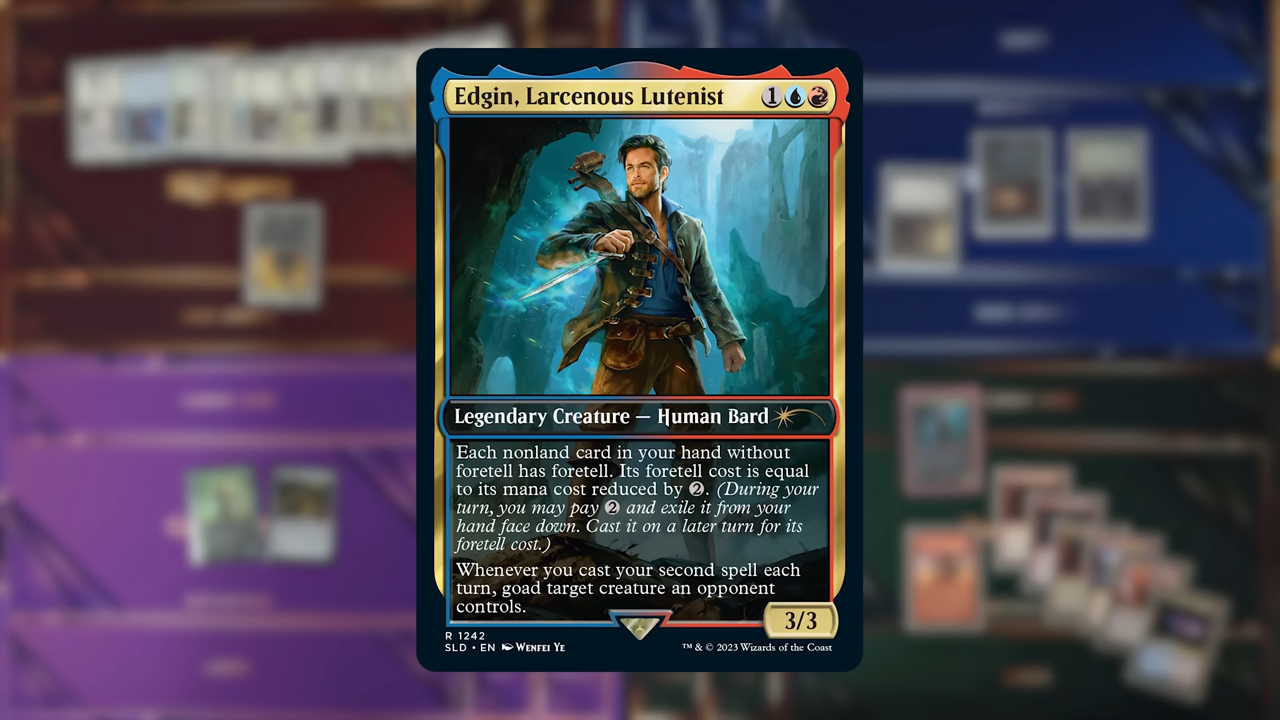 Edgin, Larcenous Lutenist 1
Legendary Creature — Human Bard
Each nonland card in your hand without
foretell has foretell. Its foretell cost is equal
to its mana cost reduced by 2. (During your
turn, you may pay 2 and exile it from your
hand face down. Cast it on a later turn for its
foretell cost.)
Whenever you cast your second spell each
turn, goad target creature an opponent
controls.
3/3
R 1242
SLD • EN Wenfei Ye
™ & © 2023 Wizards of the Coast